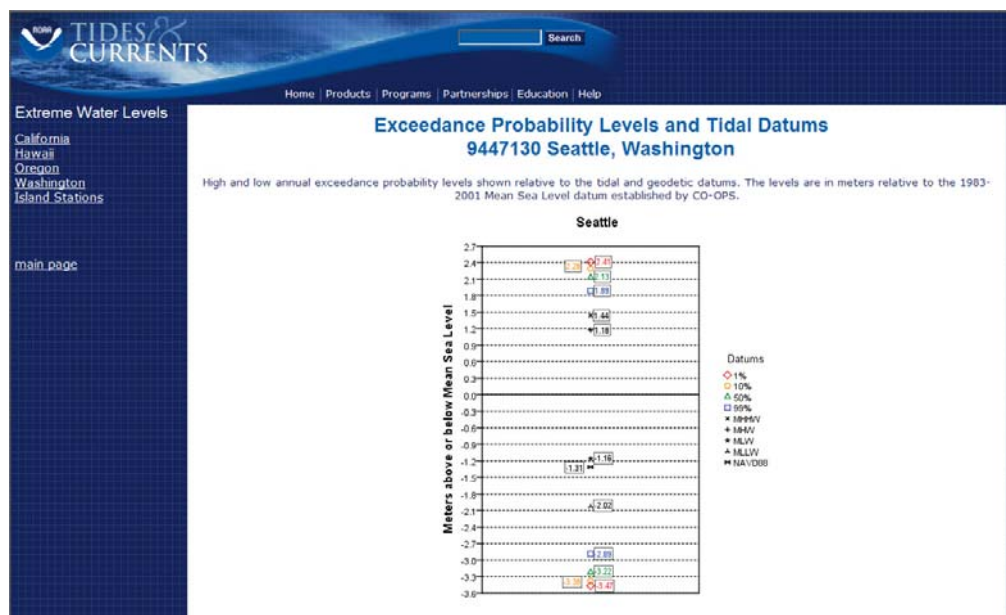 NOAA
TIDES &
CURRENTS
Search
Home | Products | Programs | Partnerships | Education | Help
Extreme Water Levels
California
Hawaii
Oregon
Washington
Island Stations
main page
Exceedance Probability Levels and Tidal Datums
9447130 Seattle, Washington
High and low annual exceedance probability levels shown relative to the tidal and geodetic datums. The levels are in meters relative to the 1983-
2001 Mean Sea Level datum established by CO-OPS.
Seattle
Meters above or below Mean Sea Level
2.7
2.4
2.1
1.8
1.5
1.2
0.9
0.6
0.3
0.0
-0.3
-0.6
-0.9
-1.2
-1.5
-1.8
-2.1
-2.4
-2.7
-3.0
-3.3
-3.6
2.41
2.13
1.89
1.44
1.18
-1.16
-1.31
-2.02
-2.89
-3.22
-3.47
Datums
1%
10%
50%
99%
MHHW
MHW
MLW
MLLW
NAVD88